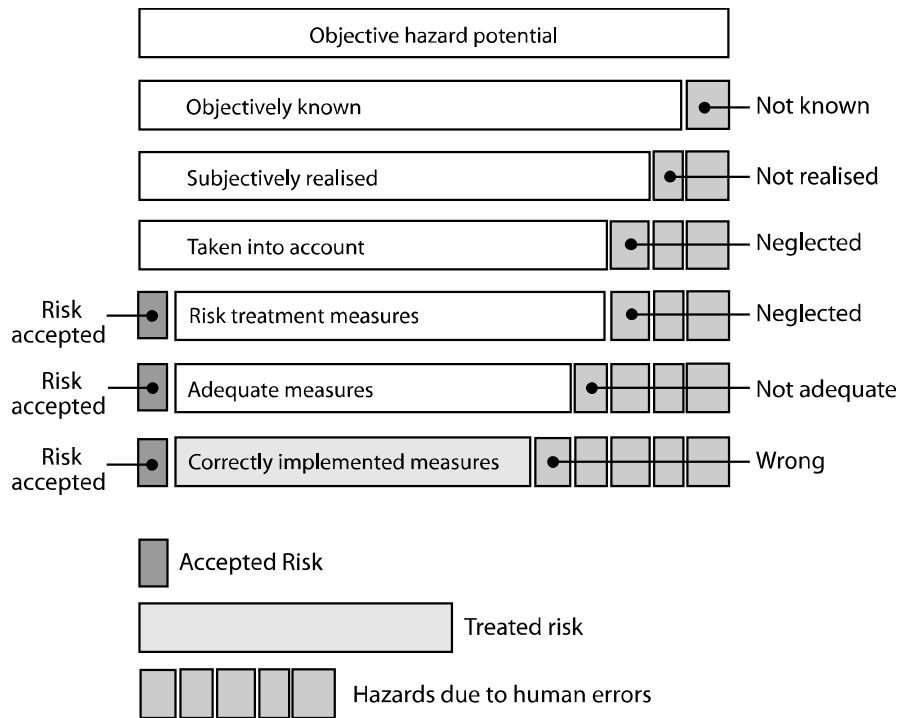 Objective hazard potential
Objectively known
Not known
Subjectively realised
Not realised
Taken into account
Neglected
Risk
accepted
Risk treatment measures
Neglected
Risk
accepted
Adequate measures
Not adequate
Risk
accepted
Correctly implemented measures
Wrong
Accepted Risk
Treated risk
Hazards due to human errors